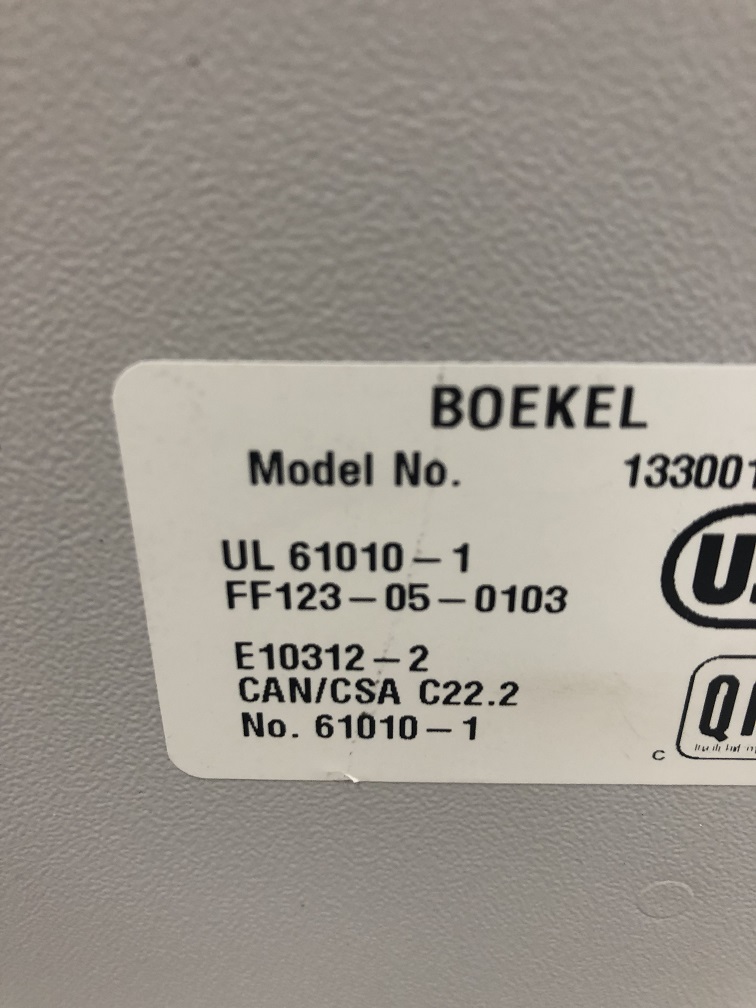 BOEKEL
Model No. 133001
UL 61010-1
FF123-05-0103
E10312-2
CAN/CSA C22.2
No. 61010-1
C